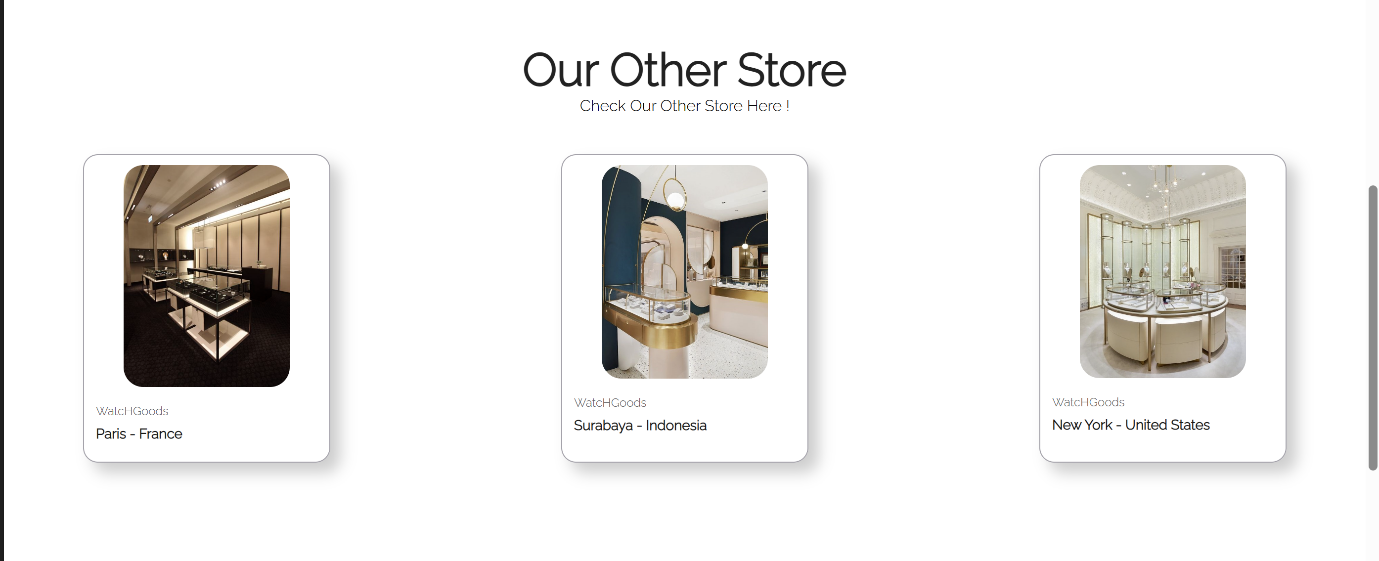 Our Other Store
Check Our Other Store Here !
WatcHGoods
Paris - France
WatcHGoods
Surabaya - Indonesia
WatcHGoods
New York - United States